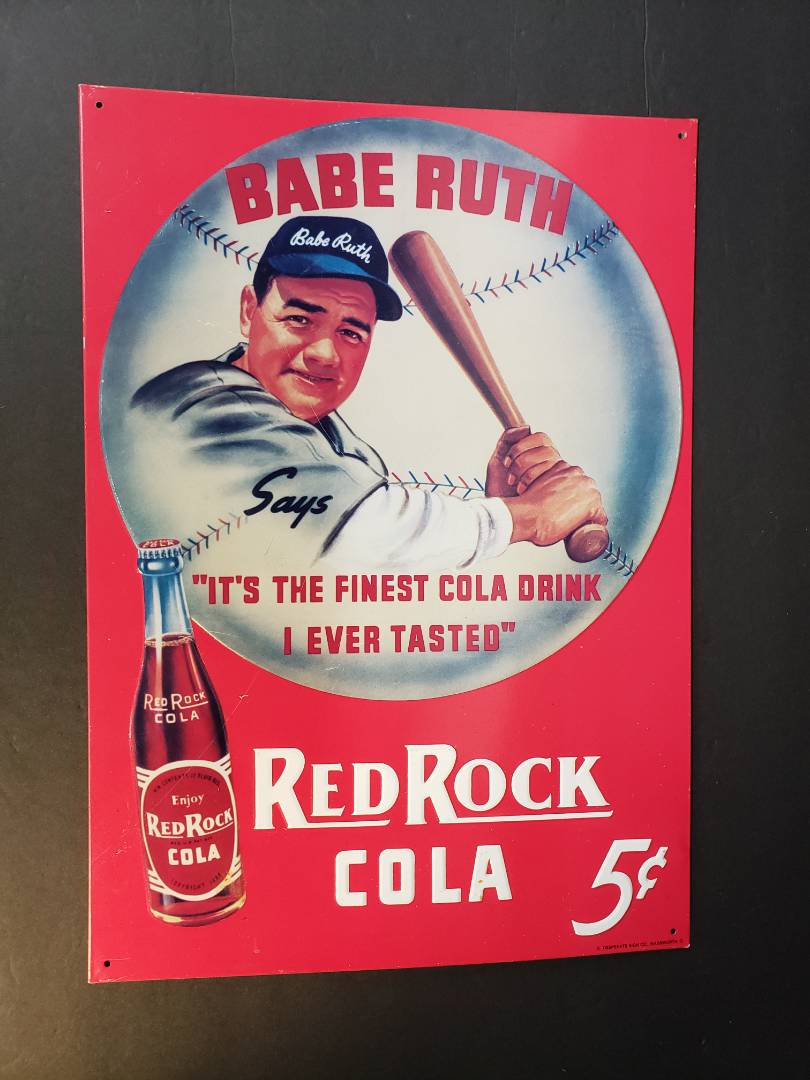 BABE RUTH
Babe Ruth
Says
"IT'S THE FINEST COLA DRINK
I EVER TASTED"
RED ROCK
COLA
Enjoy
RED ROCK
COLA
RED ROCK
COLA
5¢